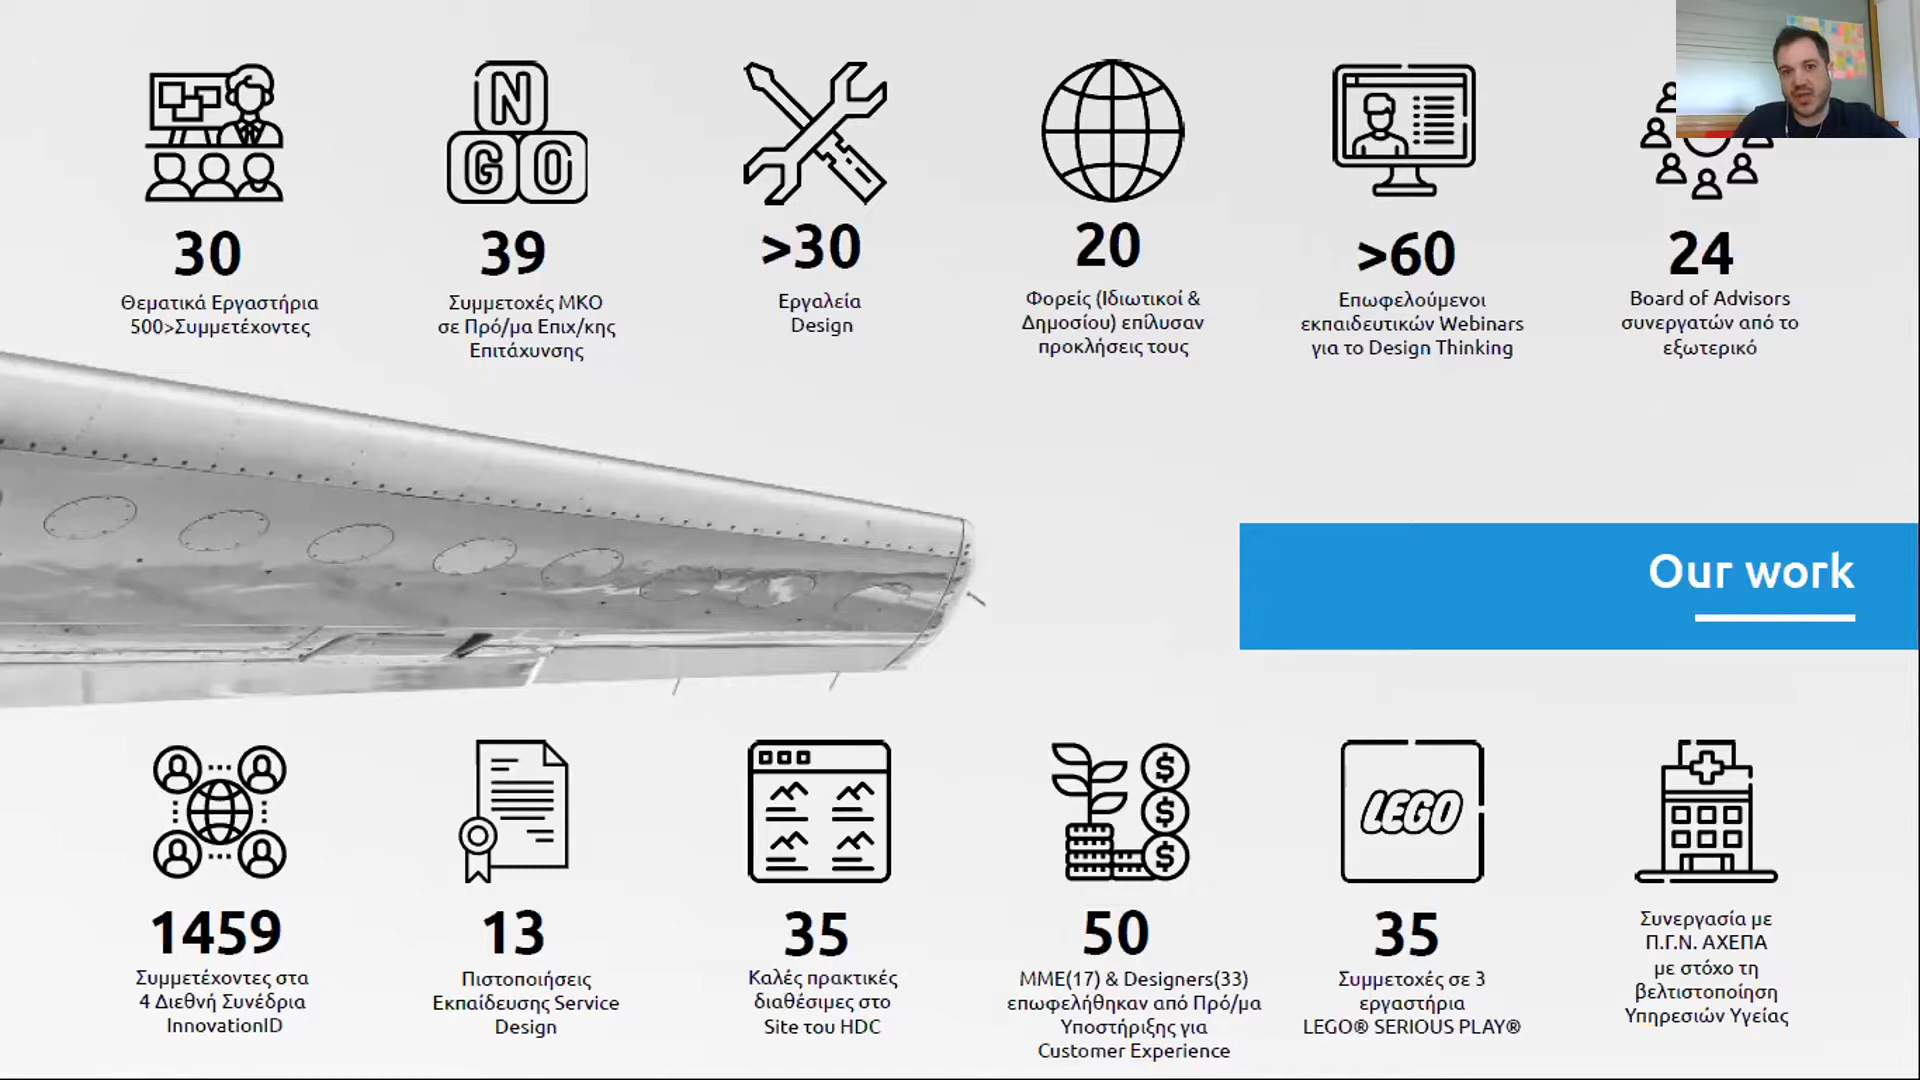 N
G O
30
Θεματικά Εργαστήρια
500>Συμμετέχοντες
39
Συμμετοχές ΜΚΟ
σε Πρό/μα Επιχ/κης
Επιτάχυνσης
>30
Εργαλεία
Design
20
Φορείς (Ιδιωτικοί &
Δημοσίου) επίλυσαν
προκλήσεις τους
>60
Επωφελούμενοι
εκπαιδευτικών Webinars
για το Design Thinking
24
Board of Advisors
συνεργατών από το
εξωτερικό
Our work
1459
Συμμετέχοντες στα
4 Διεθνή Συνέδρια
InnovationID
13
Πιστοποιήσεις
Εκπαίδευσης Service
Design
35
Καλές πρακτικές
διαθέσιμες στο
Site του HDC
$
$
$
50
ΜΜΕ(17) & Designers(33)
επωφελήθηκαν από Πρό/μα
Υποστήριξης για
Customer Experience
LEGO
35
Συμμετοχές σε 3
εργαστήρια
LEGO® SERIOUS PLAY®
Συνεργασία με
Π.Γ.Ν. ΑΧΕΠΑ
με στόχο τη
βελτιστοποίηση
Υπηρεσιών Υγείας